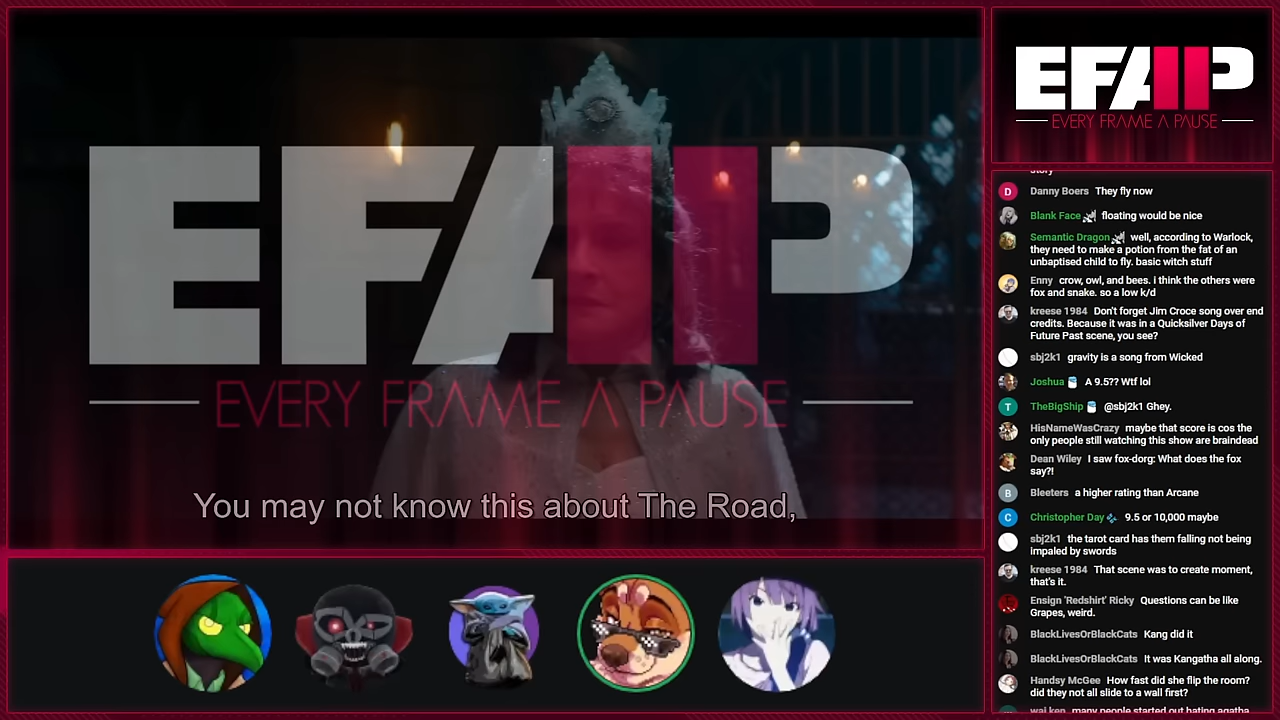 EFAP
EVERY FRAME A PAUSE
You may not know this about The Road,
EFAP
EVERY FRAME A PAUSE
story
D Danny Boers They fly now
Blank Face floating would be nice
Semantic Dragon well, according to Warlock,
they need to make a potion from the fat of an
unbaptised child to fly. basic witch stuff
Enny crow, owl, and bees. i think the others were
fox and snake. so a low k/d
kreese 1984 Don't forget Jim Croce song over end
credits. Because it was in a Quicksilver Days of
Future Past scene, you see?
sbj2k1 gravity is a song from Wicked
Joshua A 9.5?? Wtf lol
T TheBigShip @sbj2k1 Ghey.
HisNameWasCrazy maybe that score is cos the
only people still watching this show are braindead
Dean Wiley I saw fox-dorg: What does the fox
say?!
B Bleeters a higher rating than Arcane
C Christopher Day 9.5 or 10,000 maybe
sbj2k1 the tarot card has them falling not being
impaled by swords
kreese 1984 That scene was to create moment,
that's it.
Ensign 'Redshirt' Ricky Questions can be like
Grapes, weird.
BlackLivesOrBlackCats Kang did it
BlackLivesOrBlackCats It was Kangatha all along.
Handsy McGee How fast did she flip the room?
did they not all slide to a wall first?
wai ken many people started out hating agatha